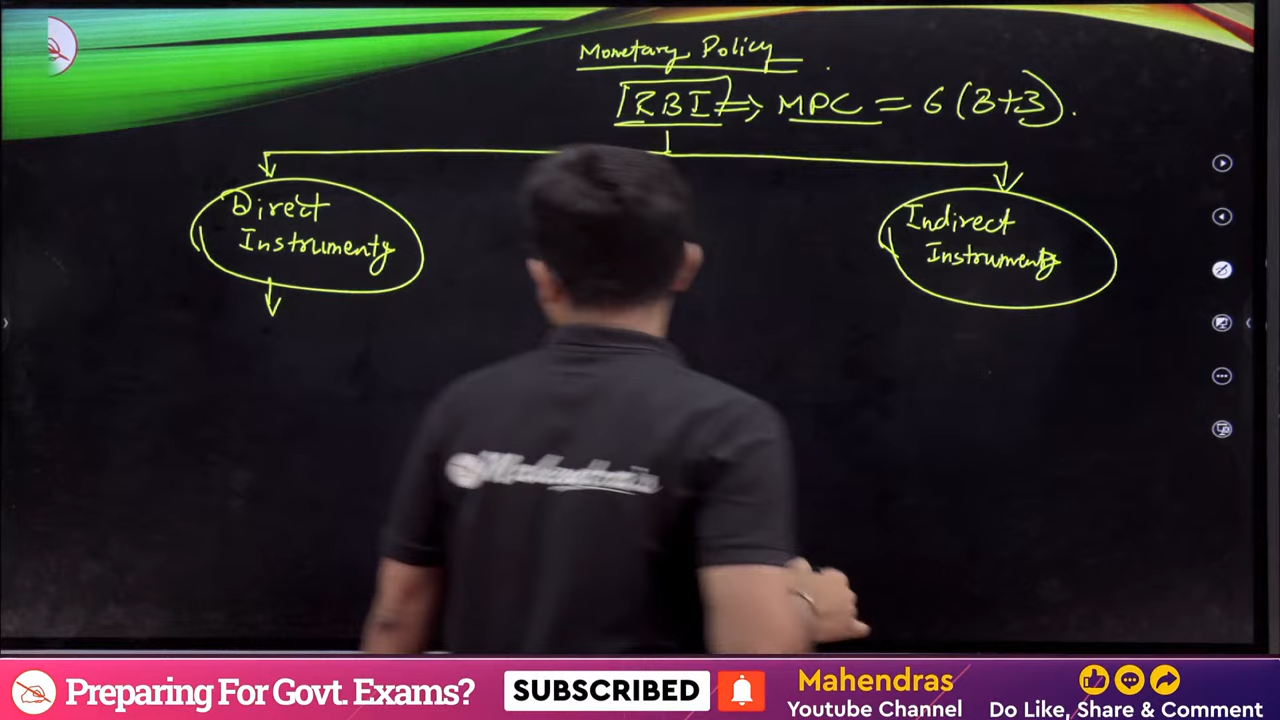 Monetary Policy
RBI => MPC = 6 (3+3).
Direct
Instruments
Indirect
Instruments
Mahendras
Preparing For Govt. Exams?
SUBSCRIBED
Mahendras
Youtube Channel
Do Like, Share & Comment